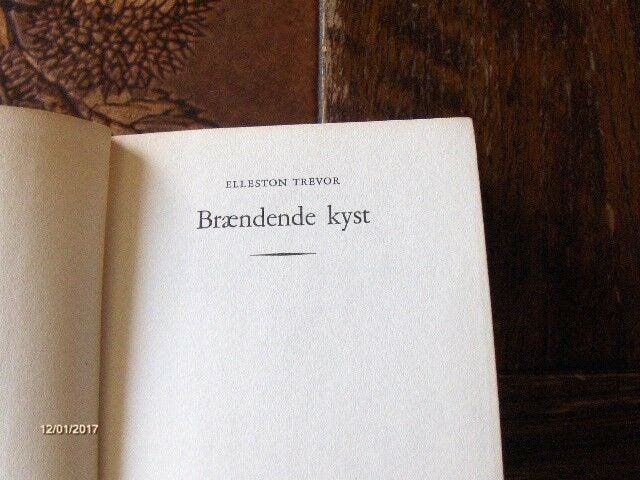 ELLESTON TREVOR
Brændende kyst
12/01/2017